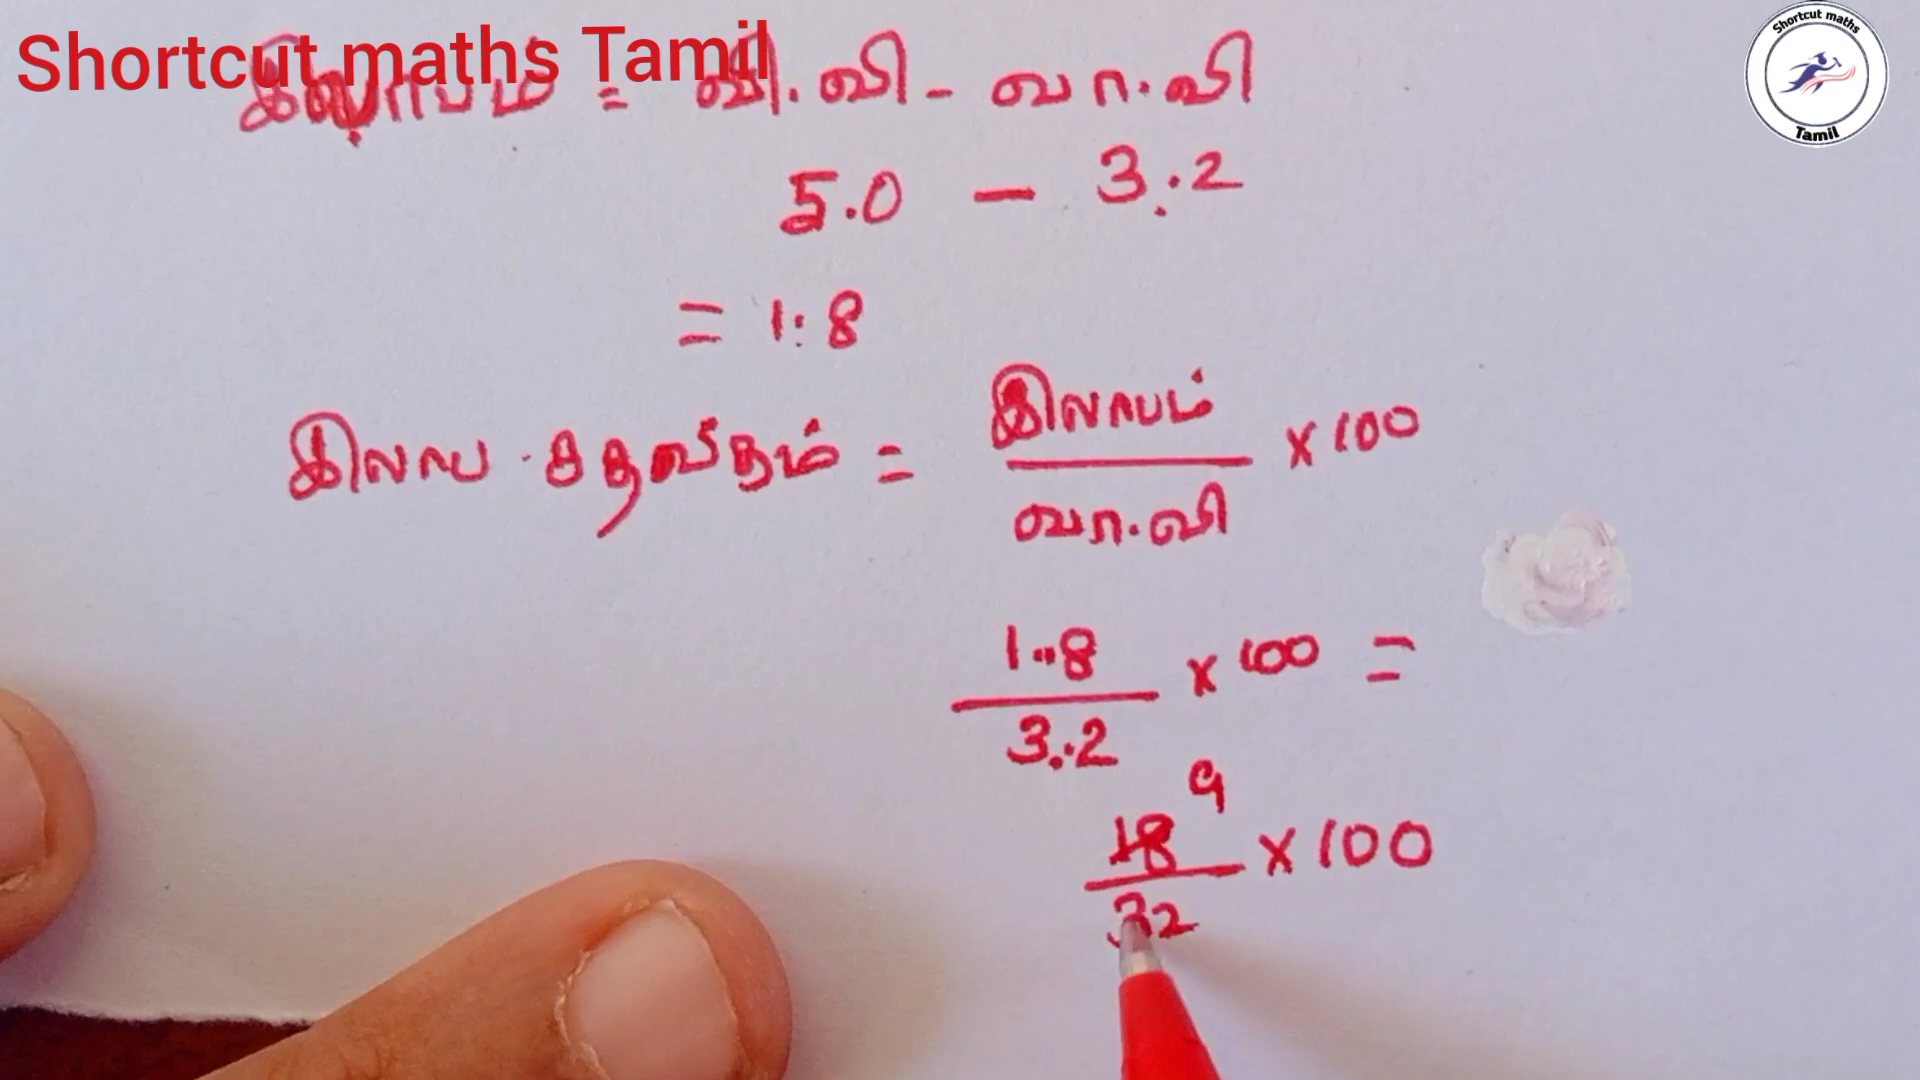 Shortcut maths Tamil
Shortcut maths
Tamil
இலாபம் = வி.வி - வா.வி
5.0 - 3.2
= 1.8
இலாப சதவீதம் = இலாபம் / வா.வி x 100
1.8 / 3.2 x 100 =
9
18 / 32 x 100